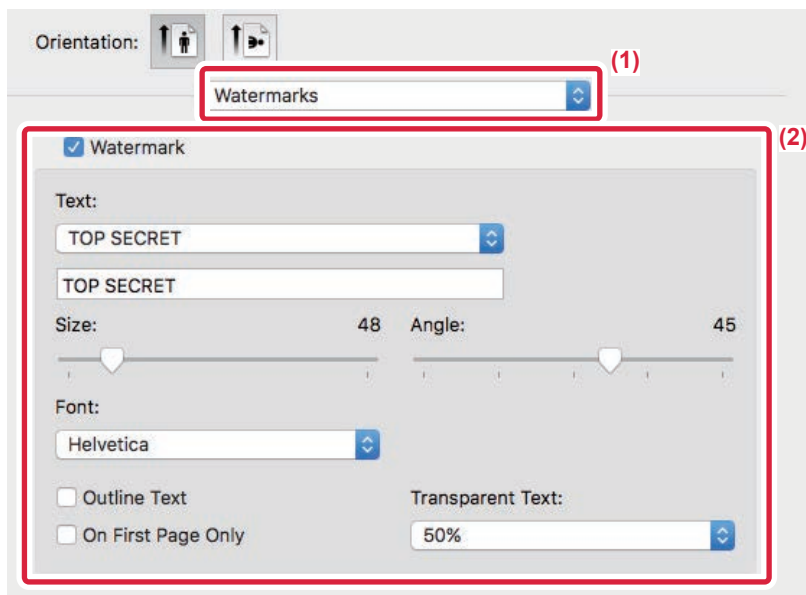 Orientation:
(1)
Watermarks
(2)
Watermark
Text:
TOP SECRET
TOP SECRET
Size: 48 Angle: 45
Font:
Helvetica
Outline Text Transparent Text:
On First Page Only 50%